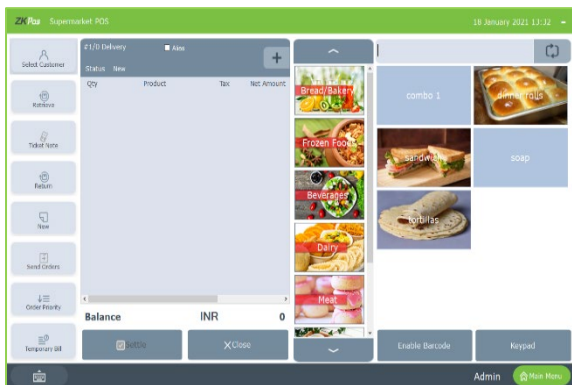 ZKPos Supermarket POS
18 January 2021 13:32
Select Customer
Retrieve
Ticket Note
Return
New
Send Orders
Order Priority
Temporary Bill
#1/0 Delivery
Status New
+
Qty Product Tax Net Amount
Balance INR 0
Settle
Close
Bread/Bakery
Frozen Foods
Beverages
Dairy
Meat
combo 1
dinner rolls
sandwich
soap
tortillas
Enable Barcode
Keypad
Admin
Main Menu